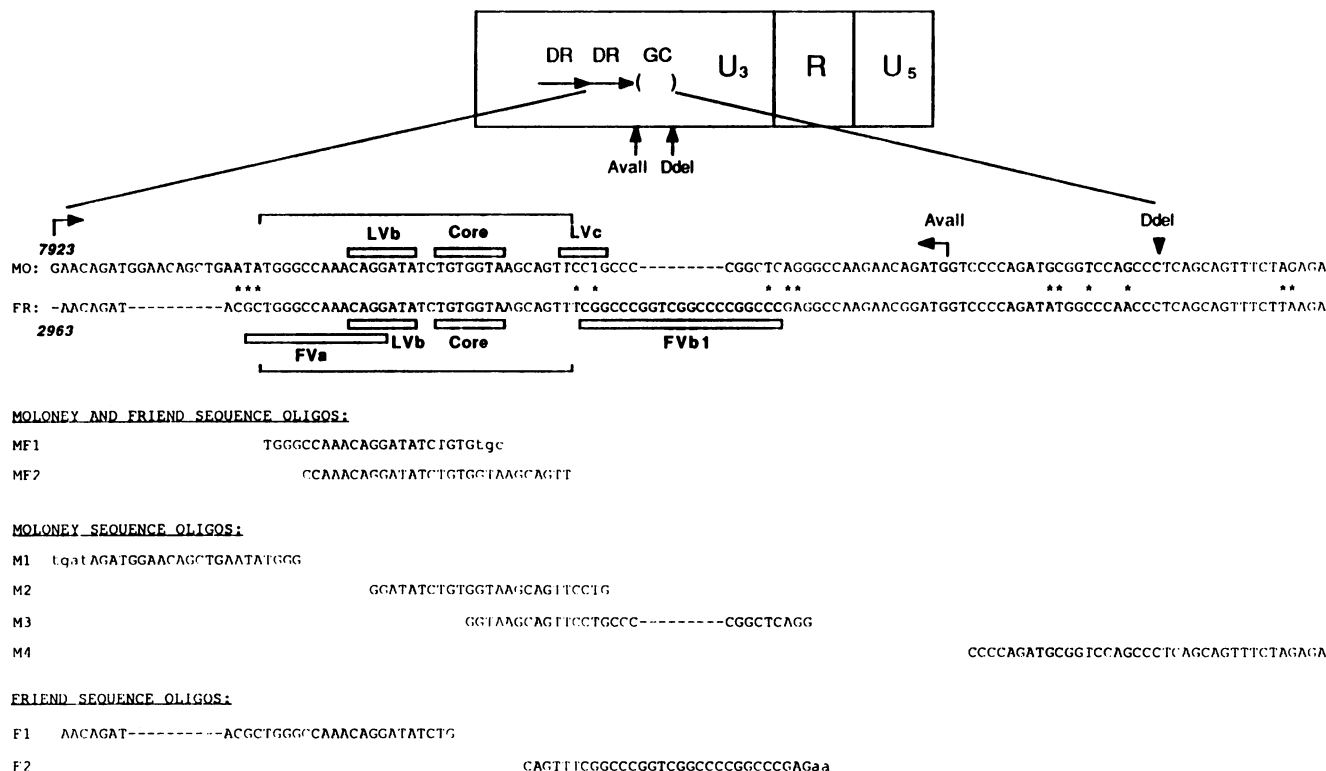 DR DR GC U3 R U5
( )
AvaII DdeI
7923
LVb Core LVc AvaII DdeI
MO: GAACAGATGGAACAGCTGAATATGGGCCAAACAGGATATCTGTGGTAAGCAGTTCCTGCCC---------CGGCTCAGGGCCAAGAACAGATGGTCCCCAGATGCGGTCCAGCCCTCAGCAGTTTCTAGAGA
*** * * * ** ** * * **
FR: -AACAGAT----------ACGCTGGGCCAAACAGGATATCTGTGGTAAGCAGTTTCGGCCCGGTCGGCCCCGGCCCGAGGCCAAGAACGGATGGTCCCCAGATATGGCCCAACCCTCAGCAGTTTCTTAAGA
2963
LVb Core FVb1
FVa
MOLONEY AND FRIEND SEQUENCE OLIGOS:
MF1 TGGGCCAAACAGGATATCTGTGtgc
MF2 CCAAACAGGATATCTGTGGTAAGCAGTT
MOLONEY SEQUENCE OLIGOS:
M1 tgatAGATGGAACAGCTGAATATGGG
M2 GGATATCTGTGGTAAGCAGTTCCTG
M3 GGTAAGCAGTTCCTGCCC---------CGGCTCAGG
M4 CCCCAGATGCGGTCCAGCCCTCAGCAGTTTCTAGAGA
FRIEND SEQUENCE OLIGOS:
F1 AACAGAT----------ACGCTGGGCCAAACAGGATATCTG
F2 CAGTTTCGGCCCGGTCGGCCCCGGCCCGAGaa